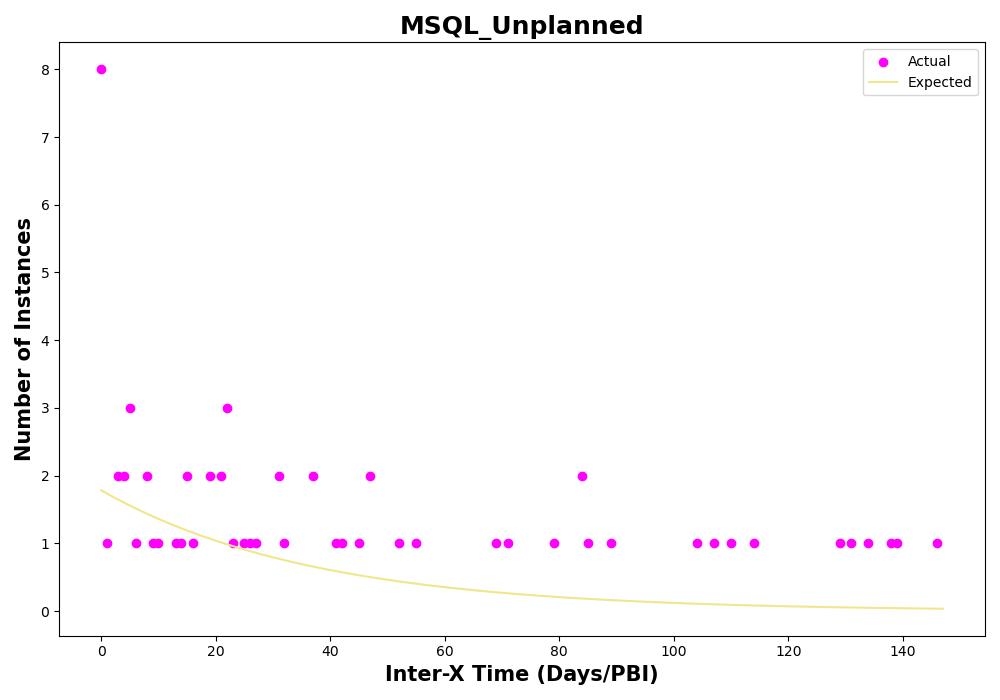 MSQL_Unplanned
Actual
Expected
Number of Instances
8
7
6
5
4
3
2
1
0
0 20 40 60 80 100 120 140
Inter-X Time (Days/PBI)